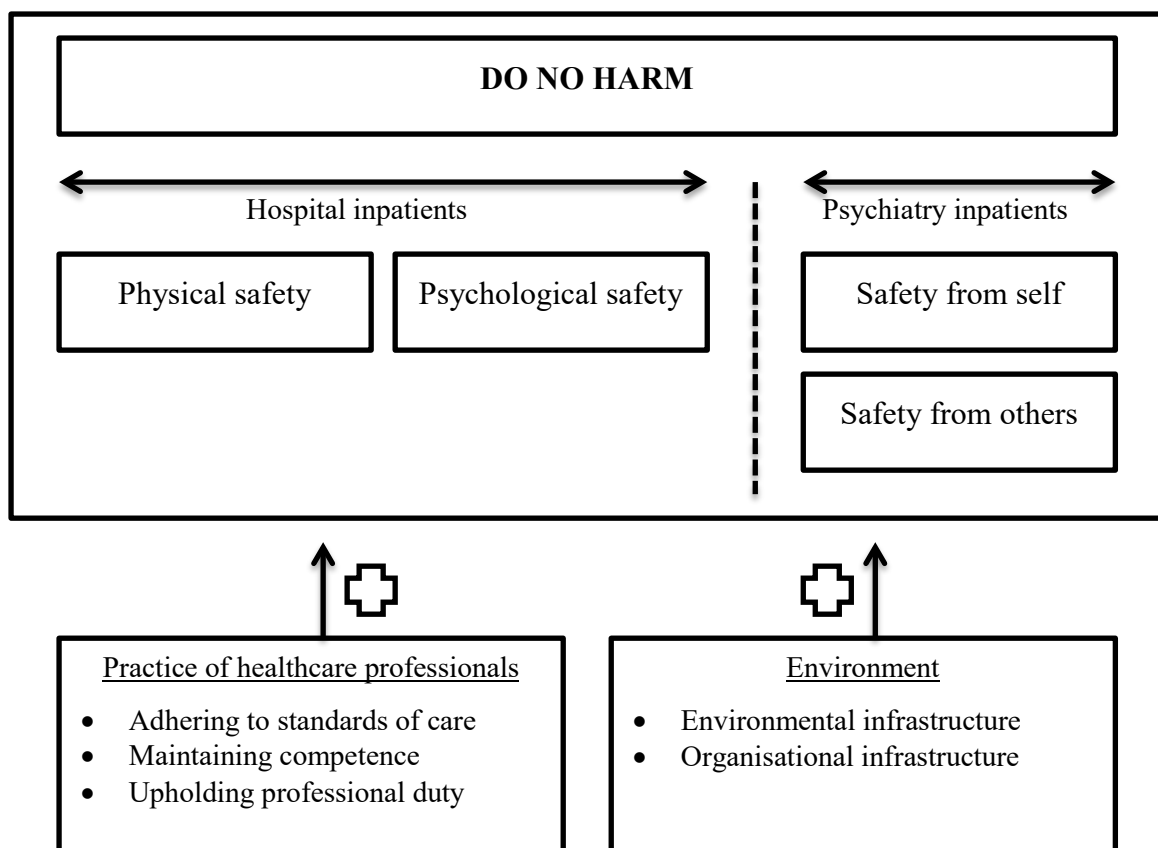 DO NO HARM
Hospital inpatients
Psychiatry inpatients
Physical safety
Psychological safety
Safety from self
Safety from others
Practice of healthcare professionals
• Adhering to standards of care
• Maintaining competence
• Upholding professional duty
Environment
• Environmental infrastructure
• Organisational infrastructure